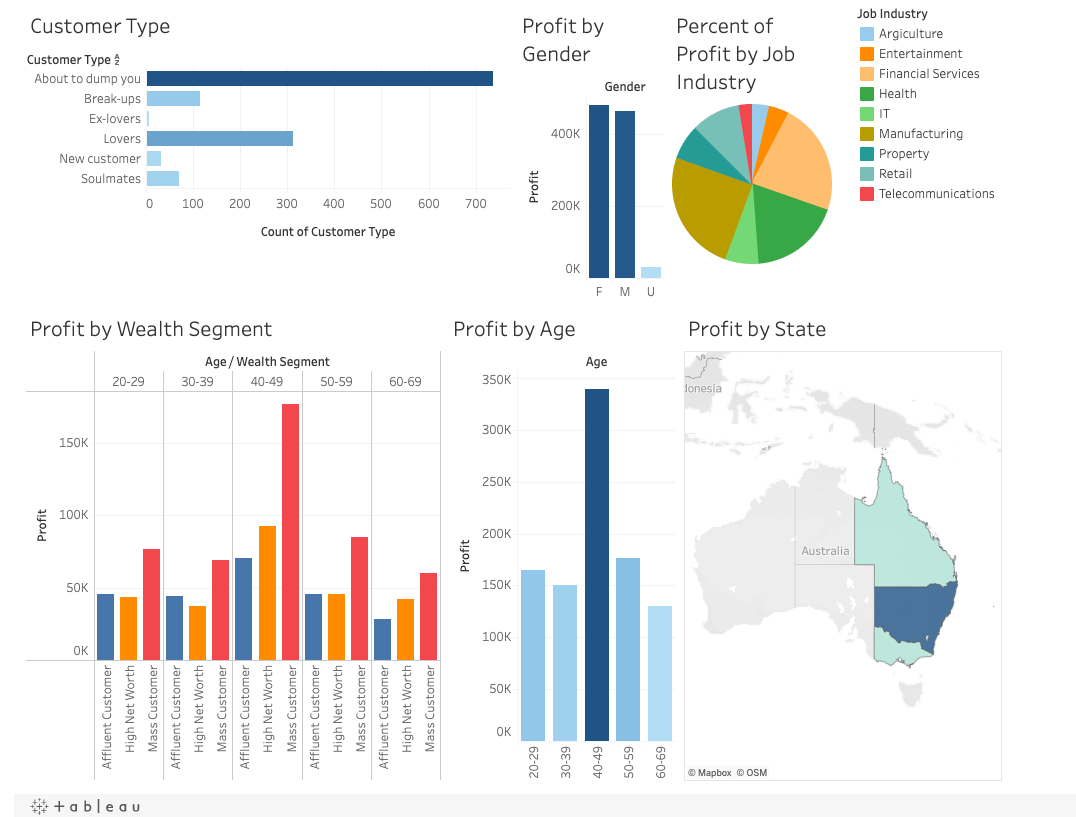 Customer Type
Customer Type
About to dump you
Break-ups
Ex-lovers
Lovers
New customer
Soulmates
0 100 200 300 400 500 600 700
Count of Customer Type
Profit by
Gender
Gender
400K
200K
0K
Profit
F M U
Percent of
Profit by Job
Industry
Job Industry
Argiculture
Entertainment
Financial Services
Health
IT
Manufacturing
Property
Retail
Telecommunications
Profit by Wealth Segment
Age / Wealth Segment
20-29 30-39 40-49 50-59 60-69
150K
100K
50K
0K
Profit
Affluent Customer
High Net Worth
Mass Customer
Affluent Customer
High Net Worth
Mass Customer
Affluent Customer
High Net Worth
Mass Customer
Affluent Customer
High Net Worth
Mass Customer
Affluent Customer
High Net Worth
Mass Customer
Profit by Age
Age
350K
300K
250K
200K
150K
100K
50K
0K
Profit
20-29
30-39
40-49
50-59
60-69
Profit by State
donesia
Australia
© Mapbox © OSM
tableau